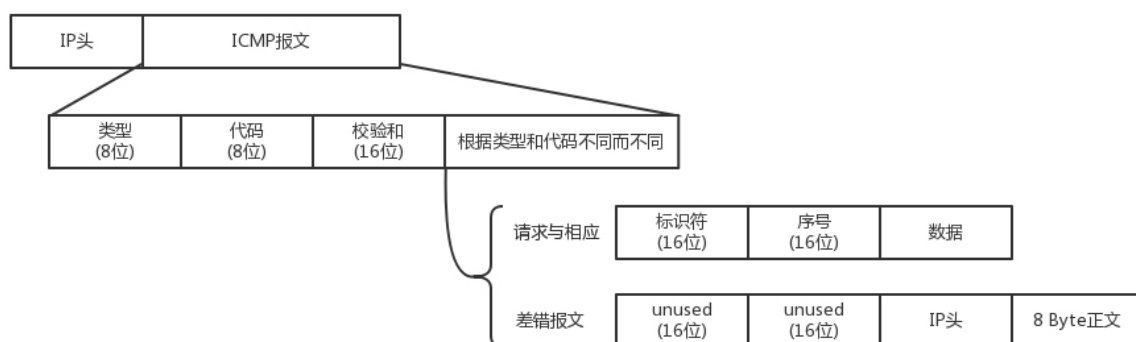 IP头 ICMP报文
类型 代码 校验和 根据类型和代码不同而不同
(8位) (8位) (16位)
请求与相应 标识符 序号 数据
(16位) (16位)
差错报文 unused unused IP头 8 Byte正文
(16位) (16位)